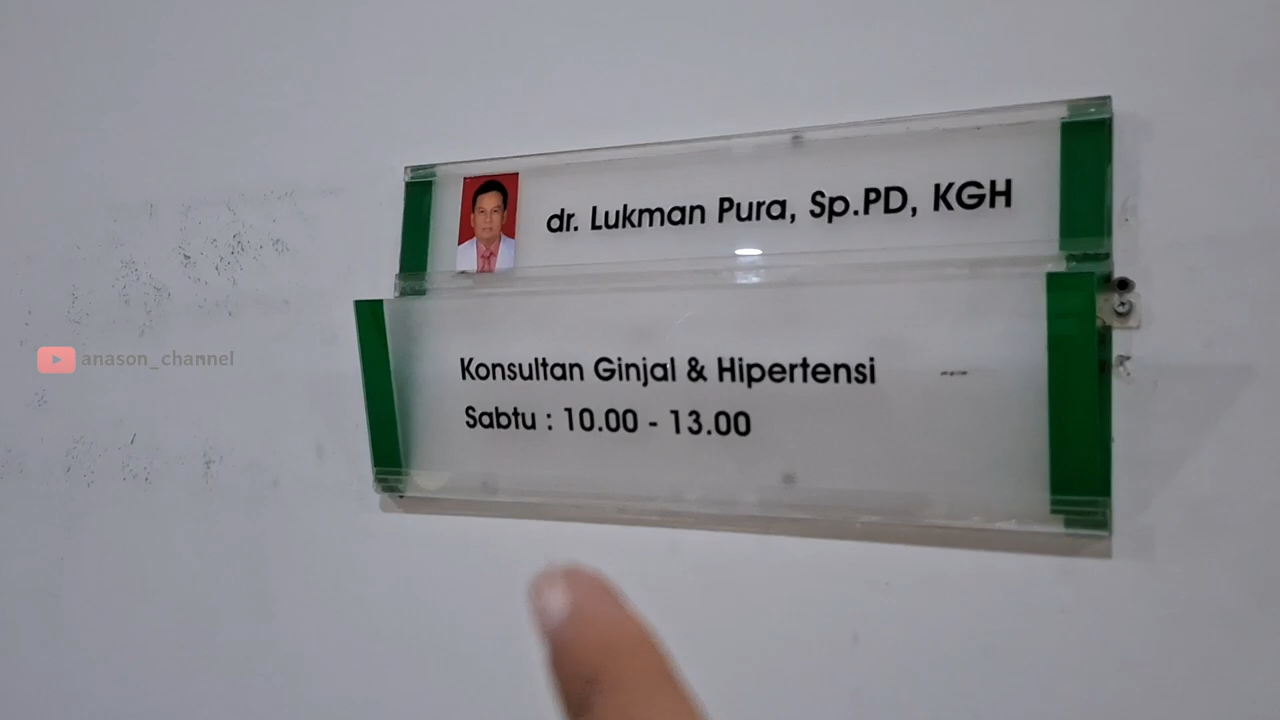 dr. Lukman Pura, Sp.PD, KGH
anason_channel
Konsultan Ginjal & Hipertensi
Sabtu : 10.00 - 13.00